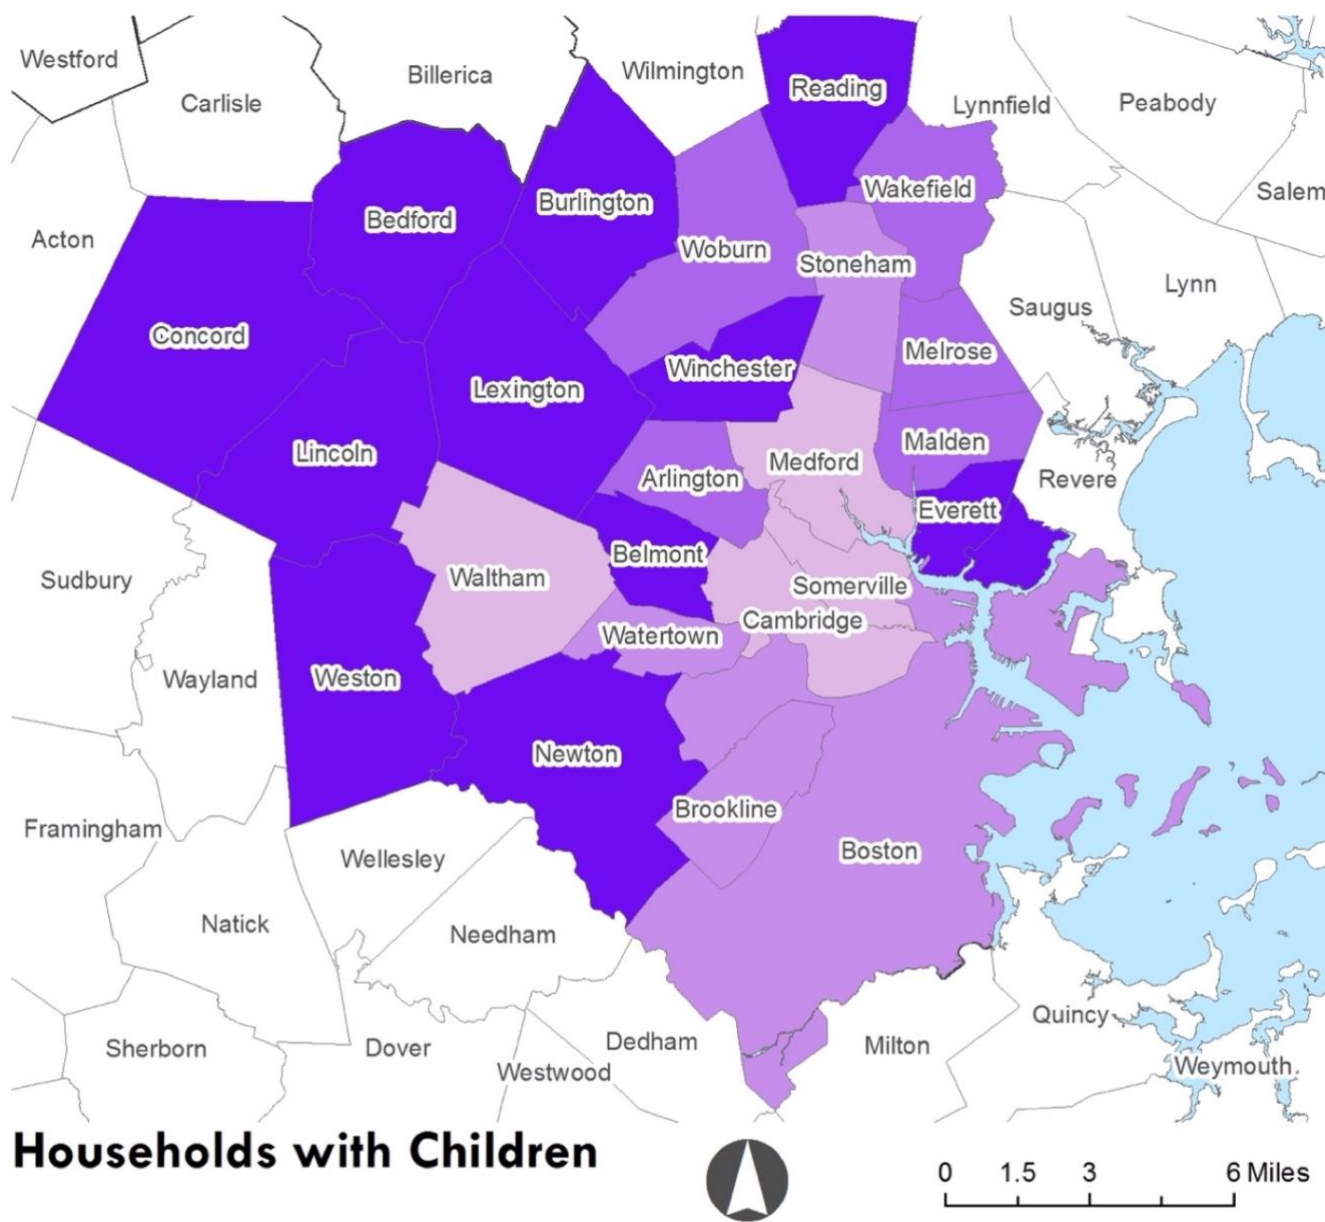 Westford
Billerica
Wilmington
Reading
Carlisle
Lynnfield
Peabody
Wakefield
Salem
Burlington
Bedford
Acton
Woburn
Stoneham
Lynn
Saugus
Concord
Melrose
Winchester
Lexington
Malden
Lincoln
Medford
Arlington
Revere
Everett
Belmont
Sudbury
Waltham
Somerville
Cambridge
Watertown
Wayland
Weston
Newton
Brookline
Framingham
Boston
Wellesley
Natick
Needham
Quincy
Sherborn
Dover
Dedham
Milton
Westwood
Weymouth
Households with Children
0 1.5 3 6 Miles